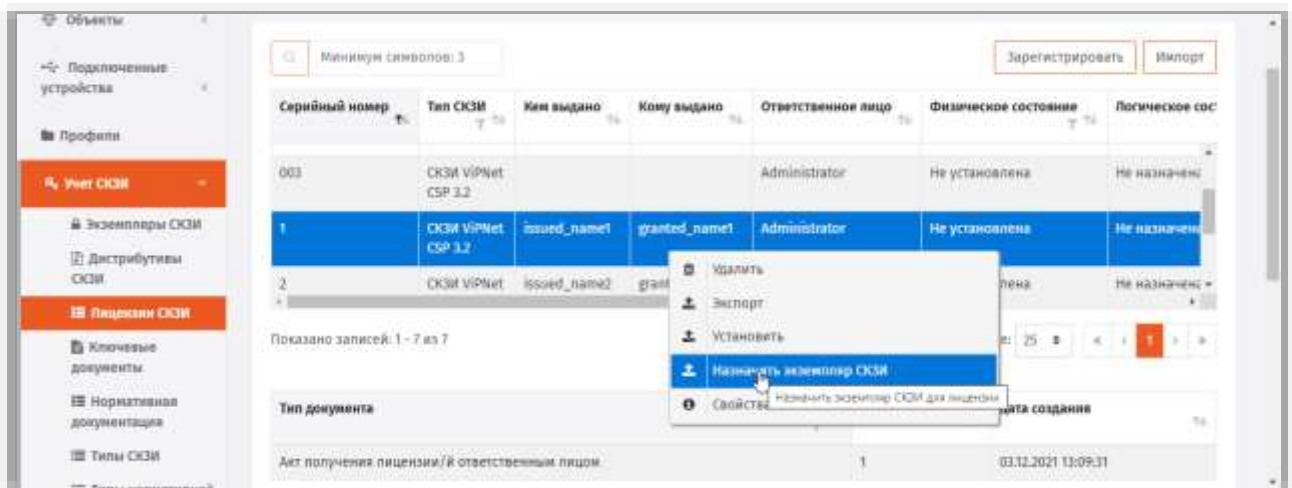 Объекты
Подключенные
устройства
Профили
Учет СКЗИ
Экземпляры СКЗИ
Дистрибутивы
СКЗИ
Лицензии СКЗИ
Ключевые
документы
Нормативная
документация
Типы СКЗИ
Минимум символов: 3
Зарегистрировать
Импорт
Серийный номер Тип СКЗИ Кем выдано Кому выдано Ответственное лицо Физическое состояние Логическое сос
003 СКЗИ ViPNet Administrator Не установлена Не назначен
CSP 3.2
1 СКЗИ ViPNet issued_name1 granted_name1 Administrator Не установлена Не назначен
CSP 3.2
2 СКЗИ ViPNet issued_name2 Не назначен
Удалить
Экспорт
Установить
Назначить экземпляр СКЗИ
Свойства
Назначить экземпляр СКЗИ для лицензии
Показано записей: 1 - 7 из 7
25 « ‹ 1 › »
Тип документа
дата создания
Акт получения лицензии/й ответственным лицом 1 03.12.2021 13:09:31